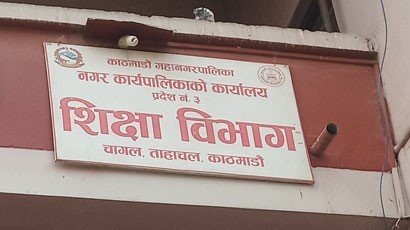 काठमाडौं महानगरपालिका
नगर कार्यपालिकाको कार्यालय
प्रदेश नं. ३
शिक्षा विभाग
चागल, ताहाचल, काठमाडौं